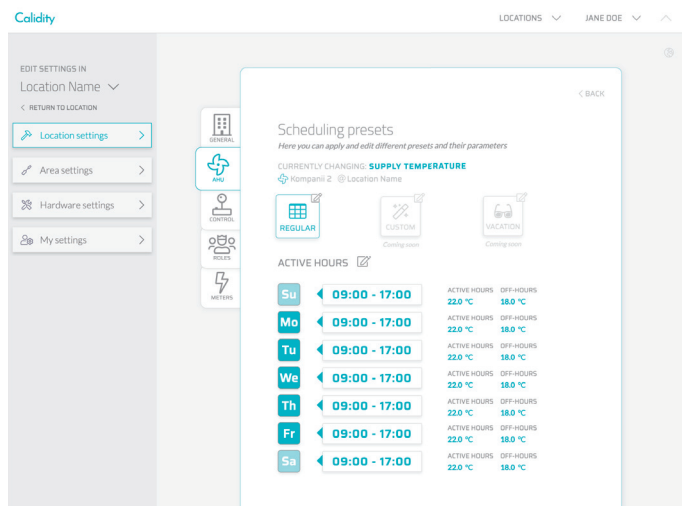 Calidity
LOCATIONS
JANE DOE
EDIT SETTINGS IN
Location Name
< RETURN TO LOCATION
Location settings
Area settings
Hardware settings
My settings
GENERAL
AHU
CONTROL
ROLES
METERS
< BACK
Scheduling presets
Here you can apply and edit different presets and their parameters
CURRENTLY CHANGING: SUPPLY TEMPERATURE
Kompanii 2 @ Location Name
REGULAR
CUSTOM
Coming soon
VACATION
Coming soon
ACTIVE HOURS
Su 09:00 - 17:00 ACTIVE HOURS OFF-HOURS
22.0 °C 18.0 °C
Mo 09:00 - 17:00 ACTIVE HOURS OFF-HOURS
22.0 °C 18.0 °C
Tu 09:00 - 17:00 ACTIVE HOURS OFF-HOURS
22.0 °C 18.0 °C
We 09:00 - 17:00 ACTIVE HOURS OFF-HOURS
22.0 °C 18.0 °C
Th 09:00 - 17:00 ACTIVE HOURS OFF-HOURS
22.0 °C 18.0 °C
Fr 09:00 - 17:00 ACTIVE HOURS OFF-HOURS
22.0 °C 18.0 °C
Sa 09:00 - 17:00 ACTIVE HOURS OFF-HOURS
22.0 °C 18.0 °C